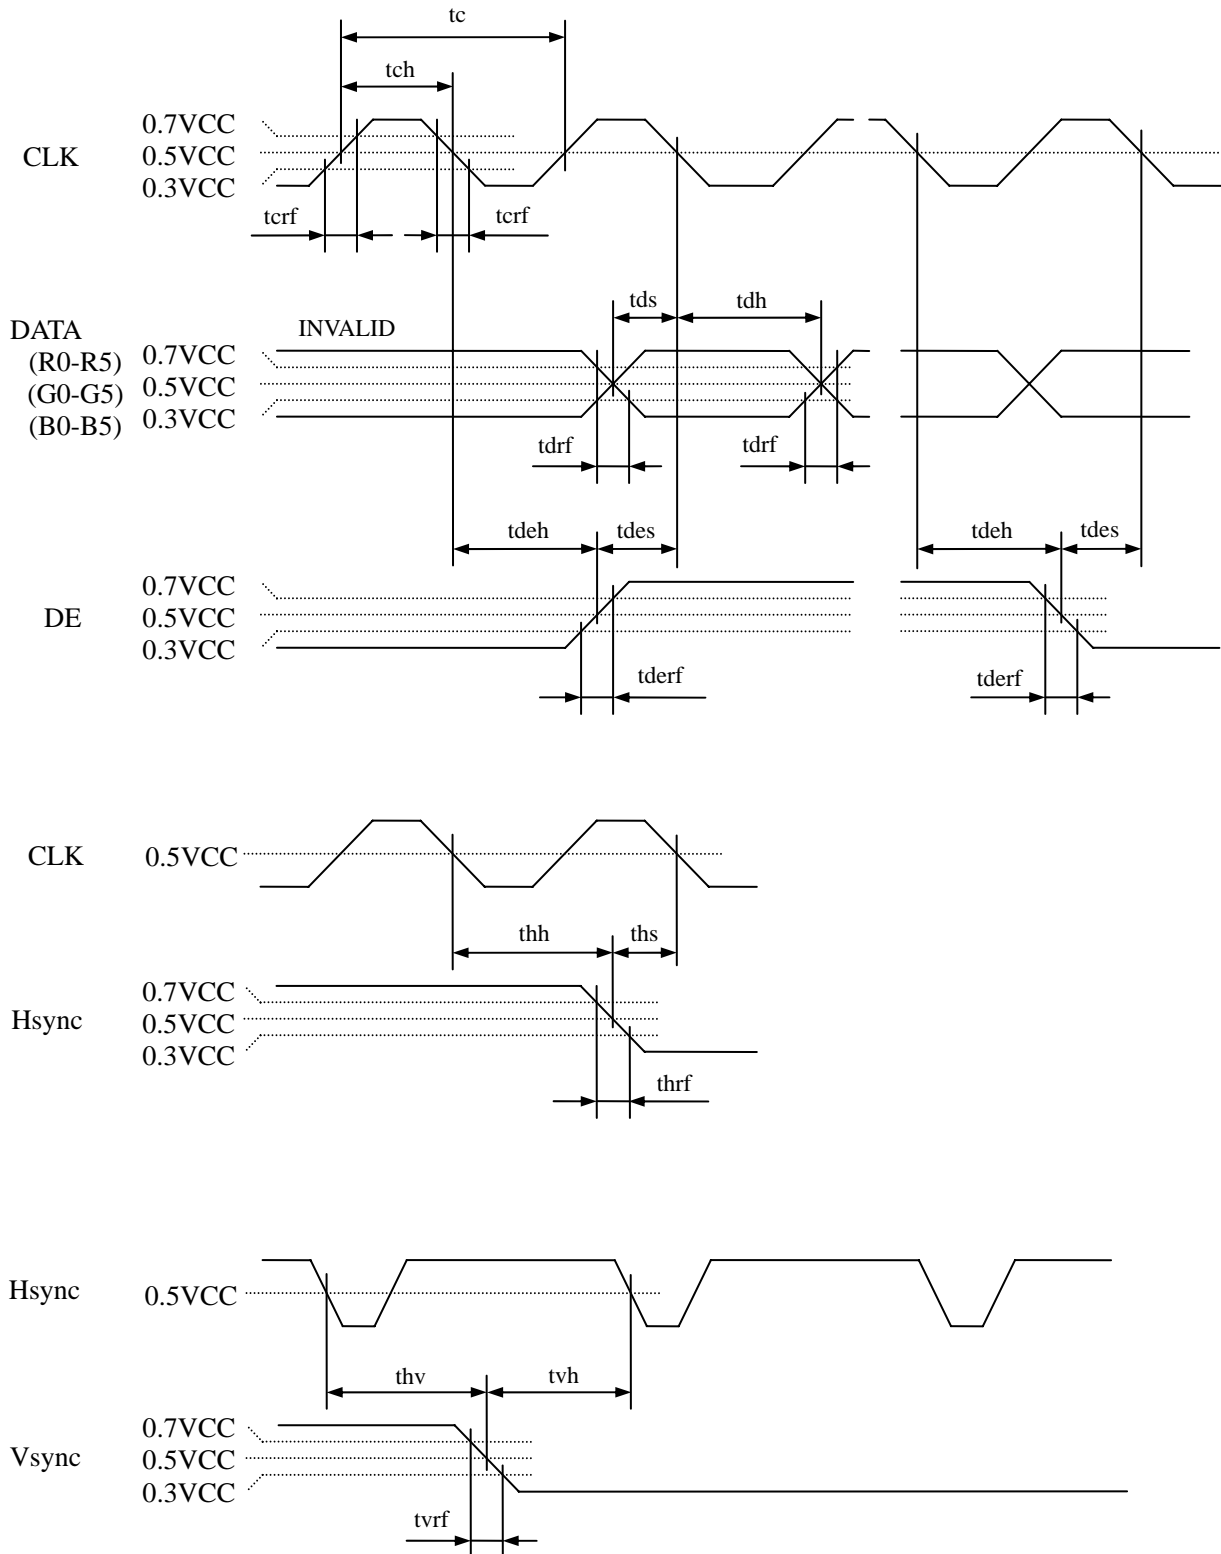 tc
tch
0.7VCC
CLK 0.5VCC
0.3VCC
tcrf tcrf
tds tdh
DATA INVALID
(R0-R5) 0.7VCC
(G0-G5) 0.5VCC
(B0-B5) 0.3VCC
tdrf tdrf
tdeh tdes tdeh tdes
0.7VCC
DE 0.5VCC
0.3VCC
tderf tderf
CLK 0.5VCC
thh ths
0.7VCC
Hsync 0.5VCC
0.3VCC
thrf
Hsync 0.5VCC
thv tvh
0.7VCC
Vsync 0.5VCC
0.3VCC
tvrf